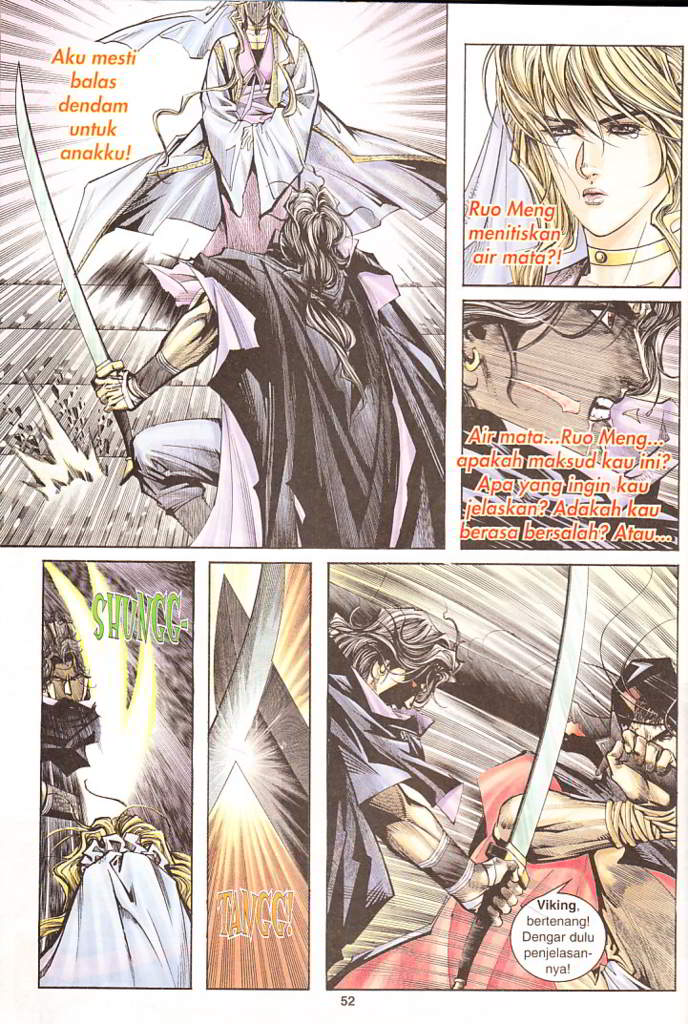 Aku mesti
balas
dendam
untuk
anakku!
Ruo Meng
menitiskan
air mata?!
Air mata...Ruo Meng...
apakah maksud kau ini?
Apa yang ingin kau
jelaskan? Adakah kau
berasa bersalah? Atau...
SHUNGG-
TANGG!
Viking,
bertenang!
Dengar dulu
penjelasan-
nya!
52